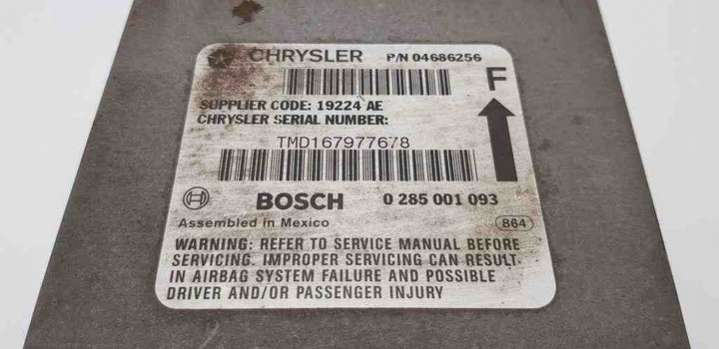 CHRYSLER P/N 04686256
F
SUPPLIER CODE: 19224 AE
CHRYSLER SERIAL NUMBER:
TMD167977678
BOSCH 0 285 001 093
Assembled in Mexico B64
WARNING: REFER TO SERVICE MANUAL BEFORE
SERVICING. IMPROPER SERVICING CAN RESULT
IN AIRBAG SYSTEM FAILURE AND POSSIBLE
DRIVER AND/OR PASSENGER INJURY